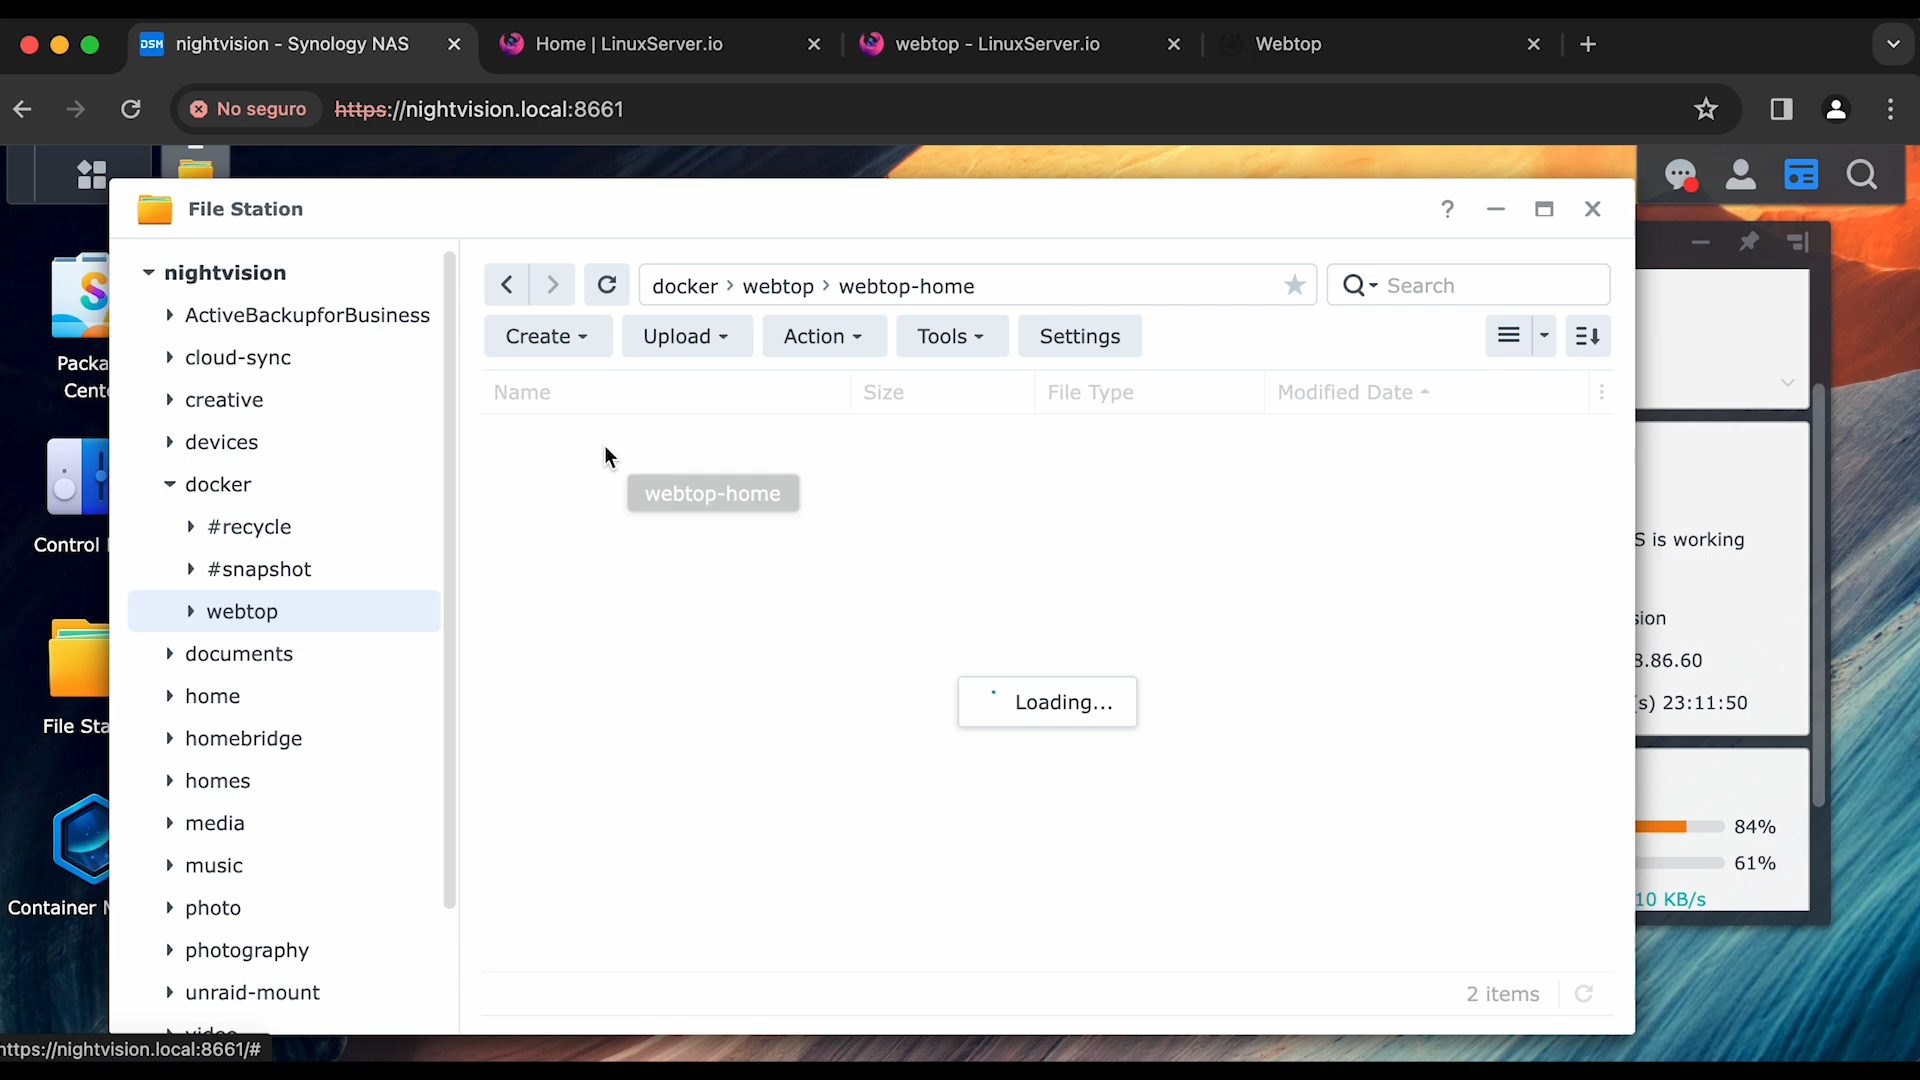 DSM nightvision - Synology NAS
Home | LinuxServer.io
webtop - LinuxServer.io
Webtop
No seguro
https://nightvision.local:8661
File Station
nightvision
ActiveBackupforBusiness
cloud-sync
creative
devices
docker
#recycle
#snapshot
webtop
documents
home
homebridge
homes
media
music
photo
photography
unraid-mount
video
docker webtop webtop-home
Search
Create
Upload
Action
Tools
Settings
Name
Size
File Type
Modified Date
webtop-home
Loading...
2 items
Packa
Cente
Control
File Sta
Container
S is working
sion
8.86.60
(s) 23:11:50
84%
61%
10 KB/s
https://nightvision.local:8661/#